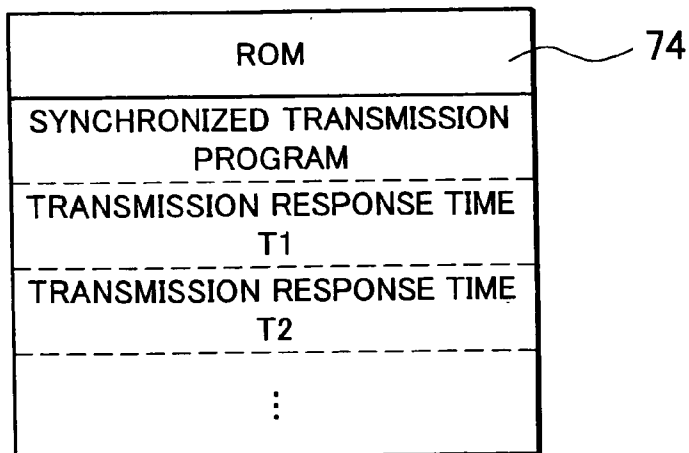 ROM
74
SYNCHRONIZED TRANSMISSION
PROGRAM
TRANSMISSION RESPONSE TIME
T1
TRANSMISSION RESPONSE TIME
T2
⋮